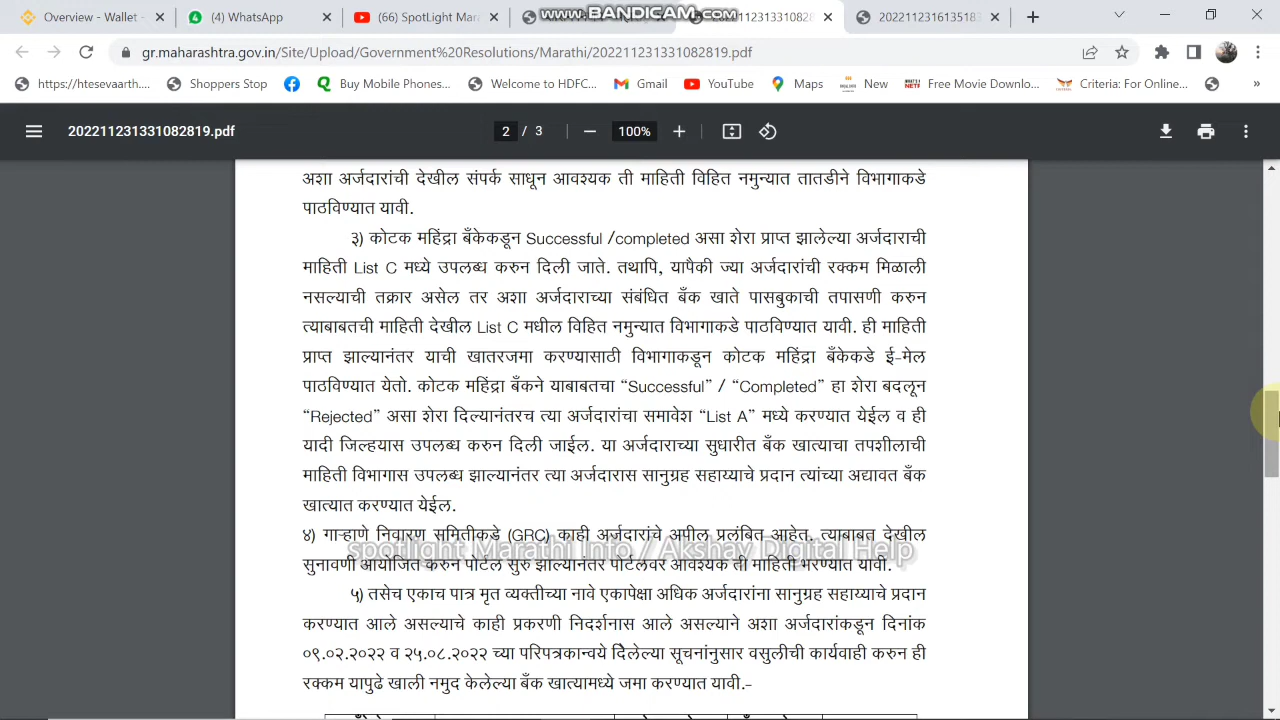 Overview - Wallet -
(4) WhatsApp
(66) SpotLight Mara
www.BANDICAM.com
2022112313310828
2022112316135183
gr.maharashtra.gov.in/Site/Upload/Government%20Resolutions/Marathi/202211231331082819.pdf
https://htesevaarth....
Shoppers Stop
Buy Mobile Phones...
Welcome to HDFC...
Gmail
YouTube
Maps
New
Free Movie Downlo...
Criteria: For Online...
»
202211231331082819.pdf
2 / 3
100%
अशा अर्जदारांची देखील संपर्क साधून आवश्यक ती माहिती विहित नमुन्यात तातडीने विभागाकडे
पाठविण्यात यावी.
३) कोटक महिंद्रा बँकेकडून Successful /completed असा शेरा प्राप्त झालेल्या अर्जदाराची
माहिती List C मध्ये उपलब्ध करुन दिली जाते. तथापि, यापैकी ज्या अर्जदारांची रक्कम मिळाली
नसल्याची तक्रार असेल तर अशा अर्जदाराच्या संबंधित बँक खाते पासबुकाची तपासणी करुन
त्याबाबतची माहिती देखील List C मधील विहित नमुन्यात विभागाकडे पाठविण्यात यावी. ही माहिती
प्राप्त झाल्यानंतर याची खातरजमा करण्यासाठी विभागाकडून कोटक महिंद्रा बँकेकडे ई-मेल
पाठविण्यात येतो. कोटक महिंद्रा बँकने याबाबतचा “Successful” / “Completed” हा शेरा बदलून
“Rejected” असा शेरा दिल्यानंतरच त्या अर्जदारांचा समावेश “List A” मध्ये करण्यात येईल व ही
यादी जिल्हयास उपलब्ध करुन दिली जाईल. या अर्जदाराच्या सुधारीत बँक खात्याचा तपशीलाची
माहिती विभागास उपलब्ध झाल्यानंतर त्या अर्जदारास सानुग्रह सहाय्याचे प्रदान त्यांच्या अद्यावत बँक
खात्यात करण्यात येईल.
४) गाऱ्हाणे निवारण समितीकडे (GRC) काही अर्जदारांचे अपील प्रलंबित आहेत. त्याबाबत देखील
spotlight Marathi Info / Akshay Digital Help
सुनावणी आयोजित करुन पोर्टल सुरु झाल्यानंतर पोर्टलवर आवश्यक ती माहिती भरण्यात यावी.
५) तसेच एकाच पात्र मृत व्यक्तीच्या नावे एकापेक्षा अधिक अर्जदारांना सानुग्रह सहाय्याचे प्रदान
करण्यात आले असल्याचे काही प्रकरणी निदर्शनास आले असल्याने अशा अर्जदारांकडून दिनांक
०९.०२.२०२२ व २५.०८.२०२२ च्या परिपत्रकान्वये दिलेल्या सूचनांनुसार वसुलीची कार्यवाही करुन ही
रक्कम यापुढे खाली नमुद केलेल्या बँक खात्यामध्ये जमा करण्यात यावी.-